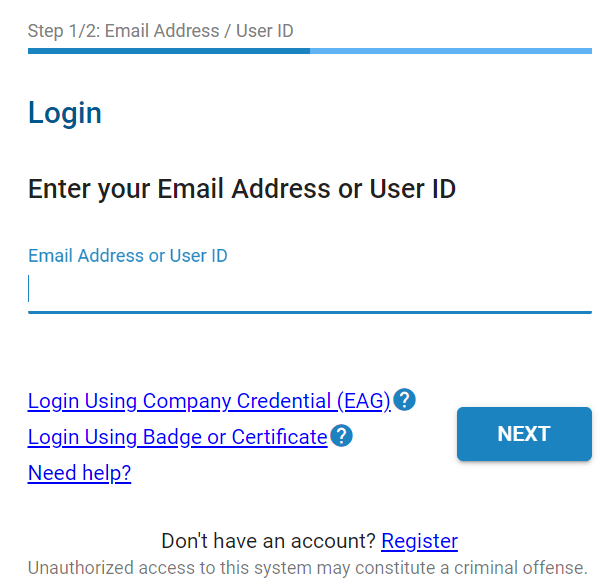 Step 1/2: Email Address / User ID
Login
Enter your Email Address or User ID
Email Address or User ID
Login Using Company Credential (EAG) ?
Login Using Badge or Certificate ?
NEXT
Need help?
Don't have an account? Register
Unauthorized access to this system may constitute a criminal offense.